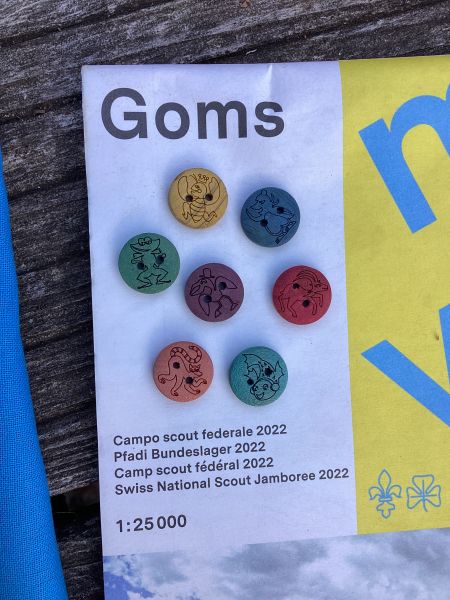 Goms
Campo scout federale 2022
Pfadi Bundeslager 2022
Camp scout fédéral 2022
Swiss National Scout Jamboree 2022
1:25 000